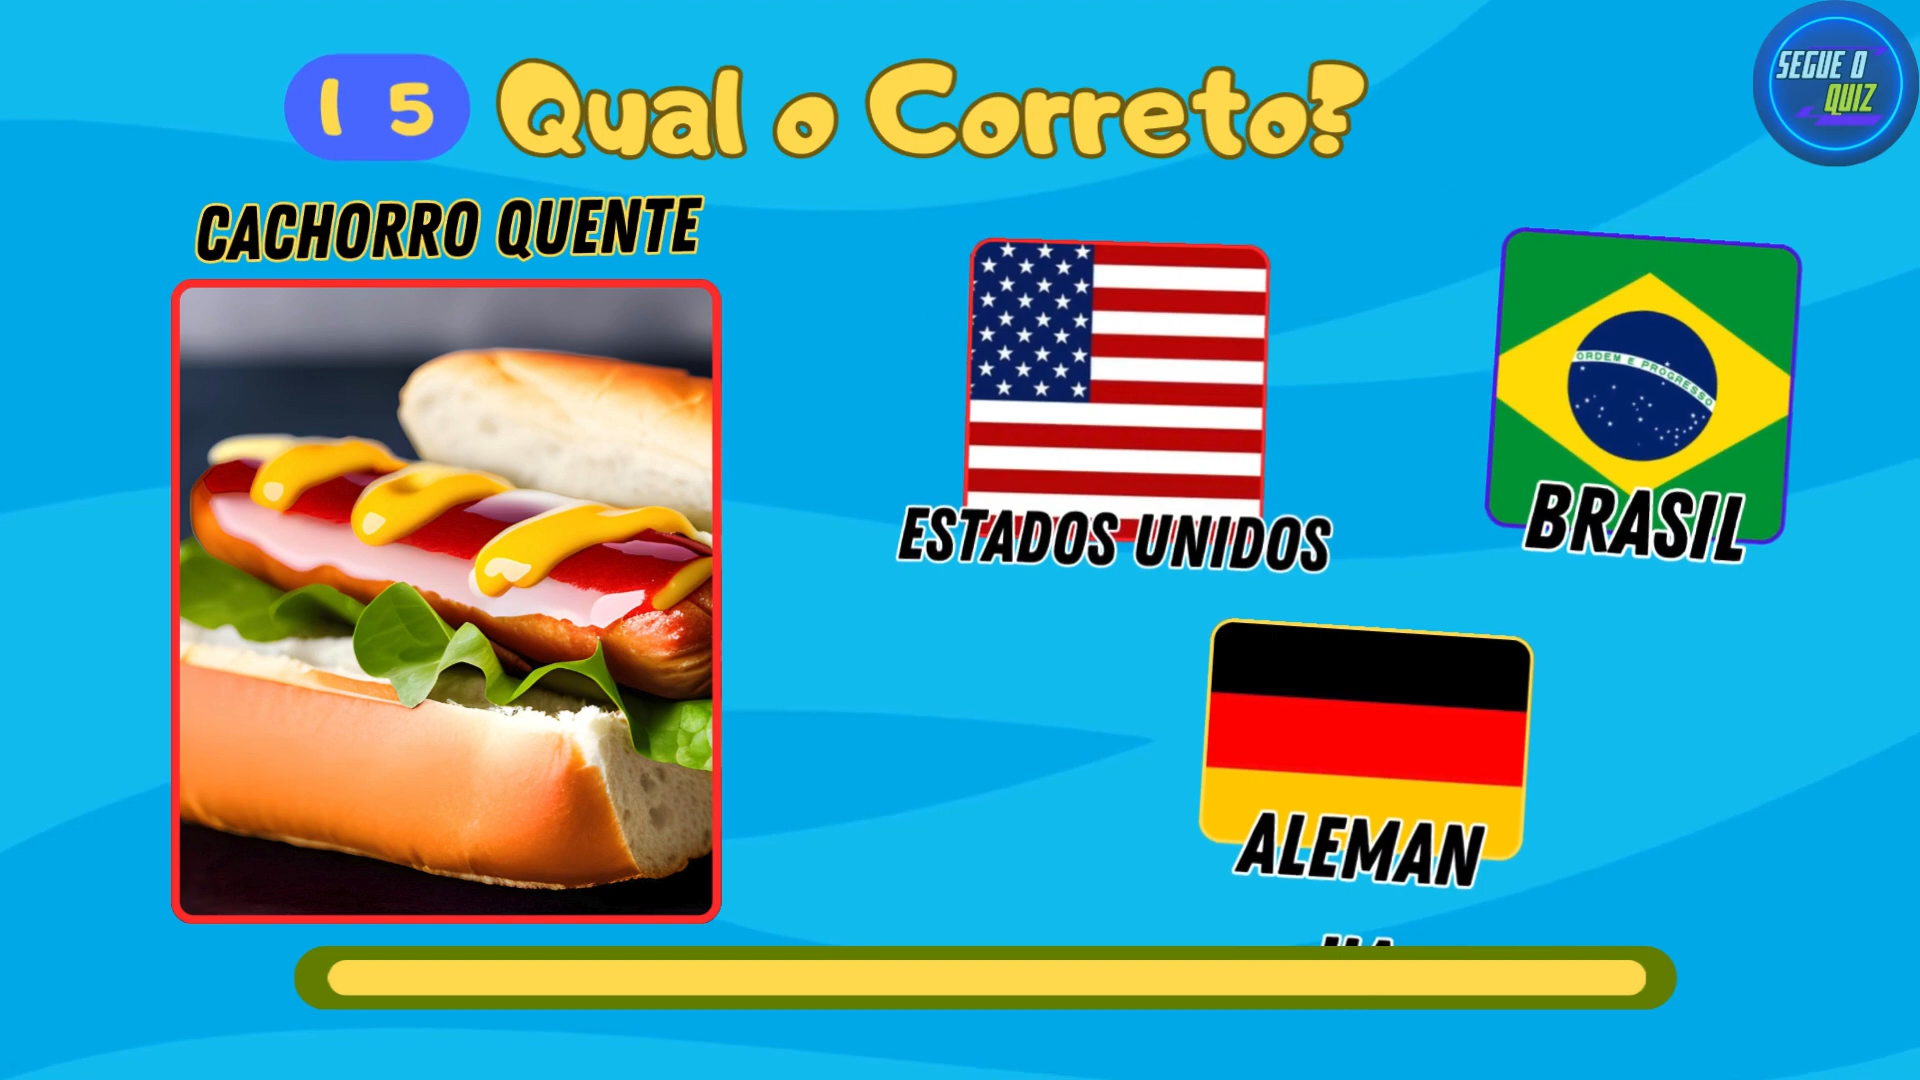 15 Qual o Correto?
SEGUE O
QUIZ
CACHORRO QUENTE
ESTADOS UNIDOS
BRASIL
ORDEM E PROGRESSO
ALEMAN